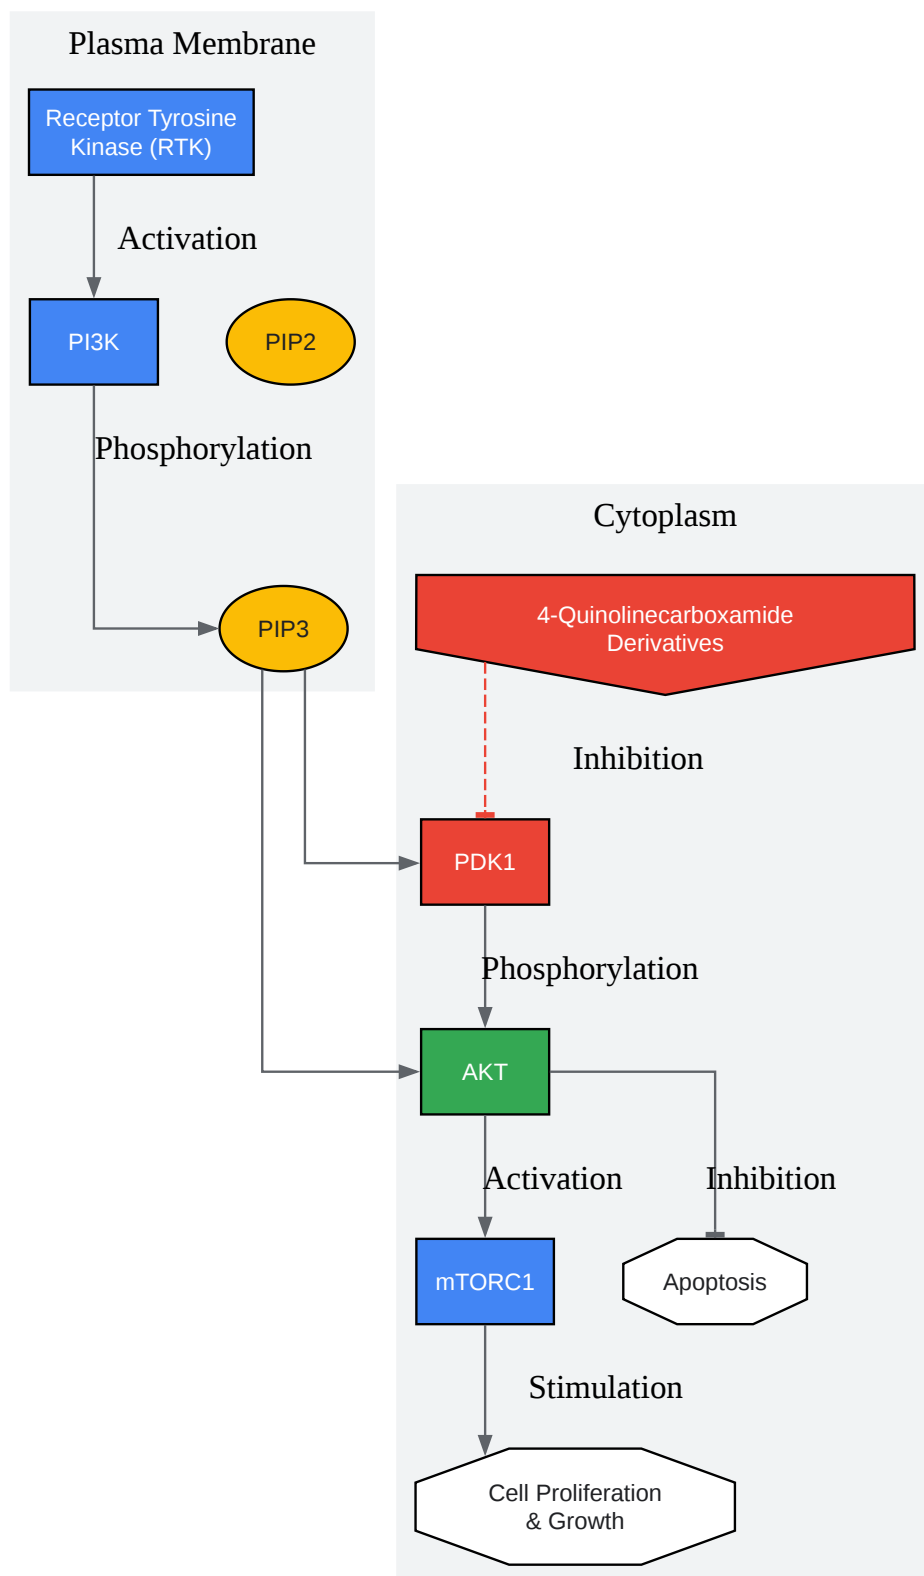 Plasma Membrane
Receptor Tyrosine
Kinase (RTK)
Activation
PI3K
PIP2
Phosphorylation
PIP3
Cytoplasm
4-Quinolinecarboxamide
Derivatives
Inhibition
PDK1
Phosphorylation
AKT
Activation
Inhibition
mTORC1
Apoptosis
Stimulation
Cell Proliferation
& Growth